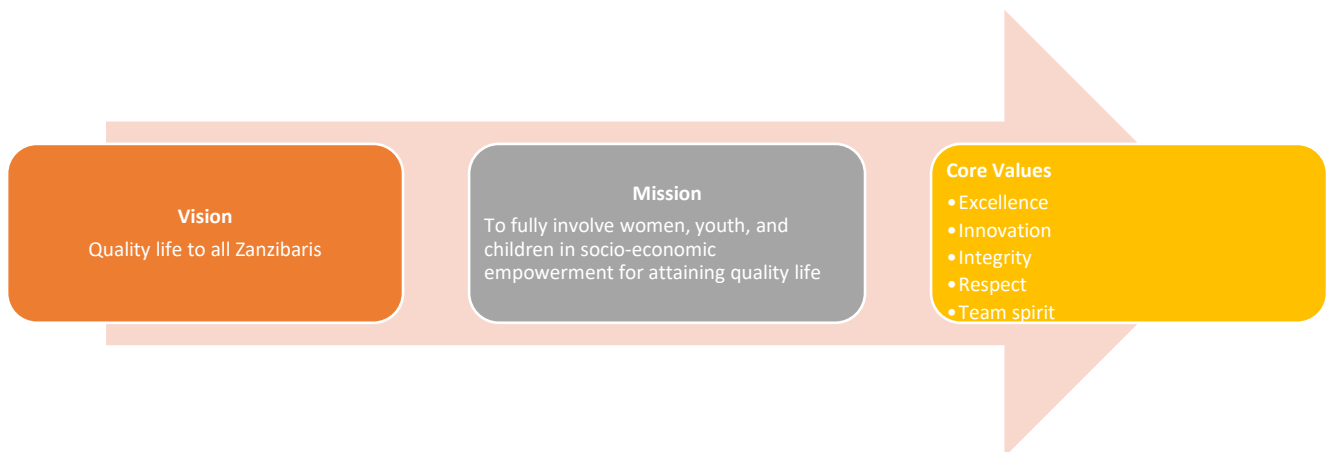 Vision
Quality life to all Zanzibaris
Mission
To fully involve women, youth, and
children in socio-economic
empowerment for attaining quality life
Core Values
•Excellence
•Innovation
•Integrity
•Respect
•Team spirit